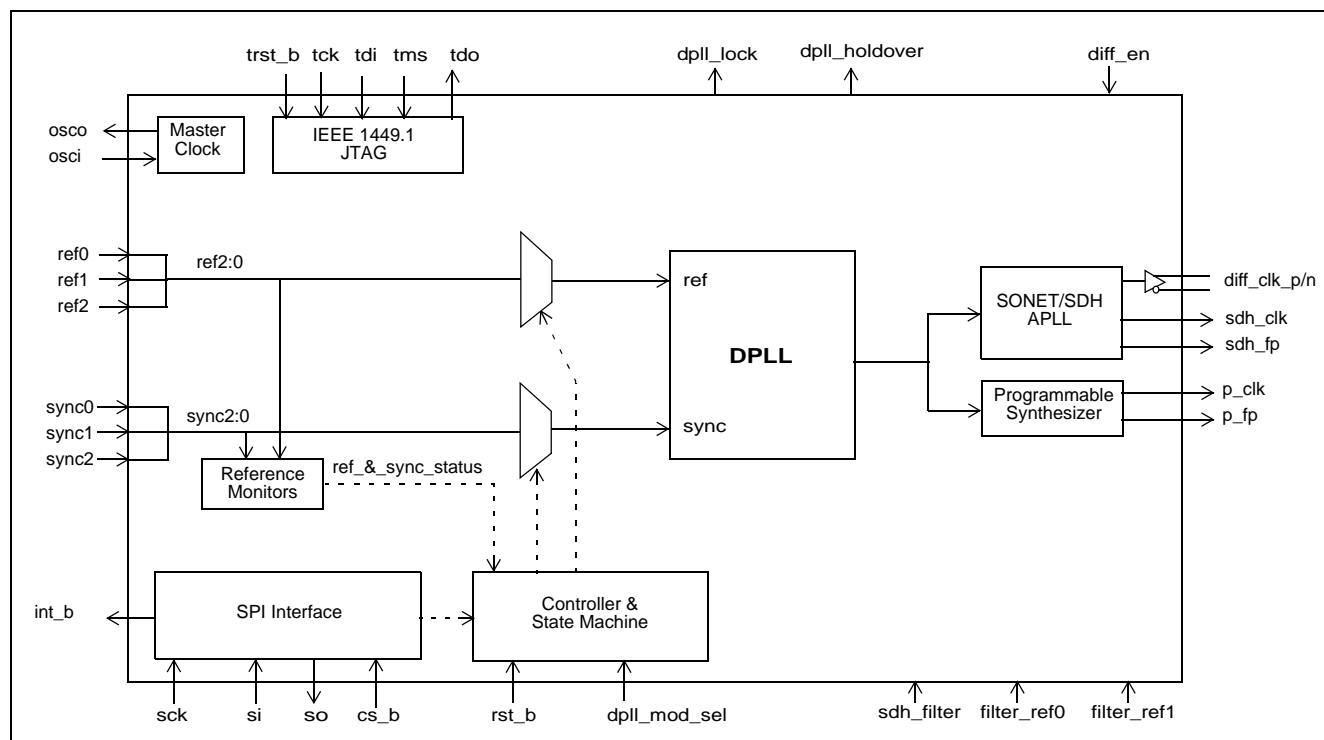 trst_b tck tdi tms tdo
dpll_lock
dpll_holdover
diff_en
osco
osci
Master
Clock
IEEE 1449.1
JTAG
ref0
ref1
ref2
ref2:0
ref
DPLL
sync
SONET/SDH
APLL
diff_clk_p/n
sdh_clk
sdh_fp
Programmable
Synthesizer
p_clk
p_fp
sync0
sync1
sync2
sync2:0
Reference
Monitors
ref_&_sync_status
int_b
SPI Interface
Controller &
State Machine
sck
si
so
cs_b
rst_b
dpll_mod_sel
sdh_filter
filter_ref0
filter_ref1